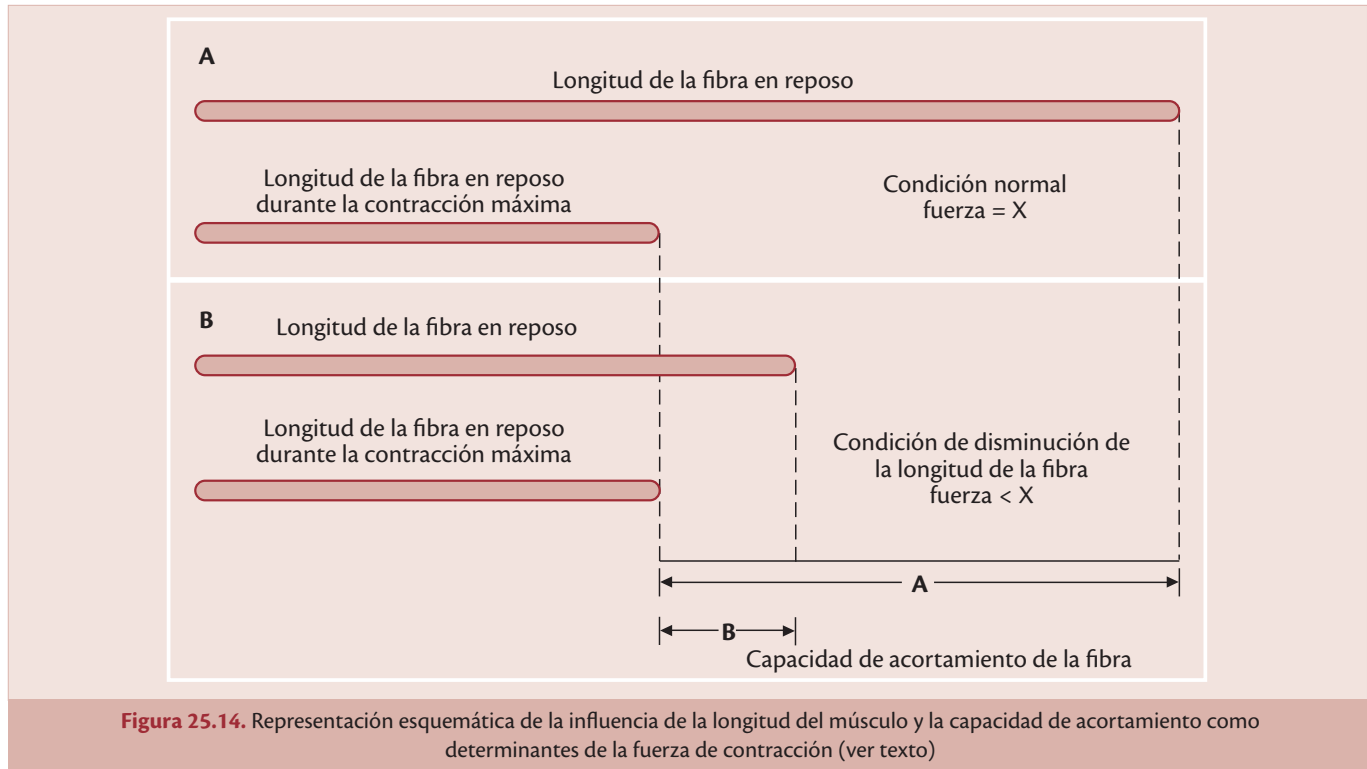 A
Longitud de la fibra en reposo
Longitud de la fibra en reposo
durante la contracción máxima
Condición normal
fuerza = X
B
Longitud de la fibra en reposo
Longitud de la fibra en reposo
durante la contracción máxima
Condición de disminución de
la longitud de la fibra
fuerza < X
A
B
Capacidad de acortamiento de la fibra
Figura 25.14. Representación esquemática de la influencia de la longitud del músculo y la capacidad de acortamiento como
determinantes de la fuerza de contracción (ver texto)